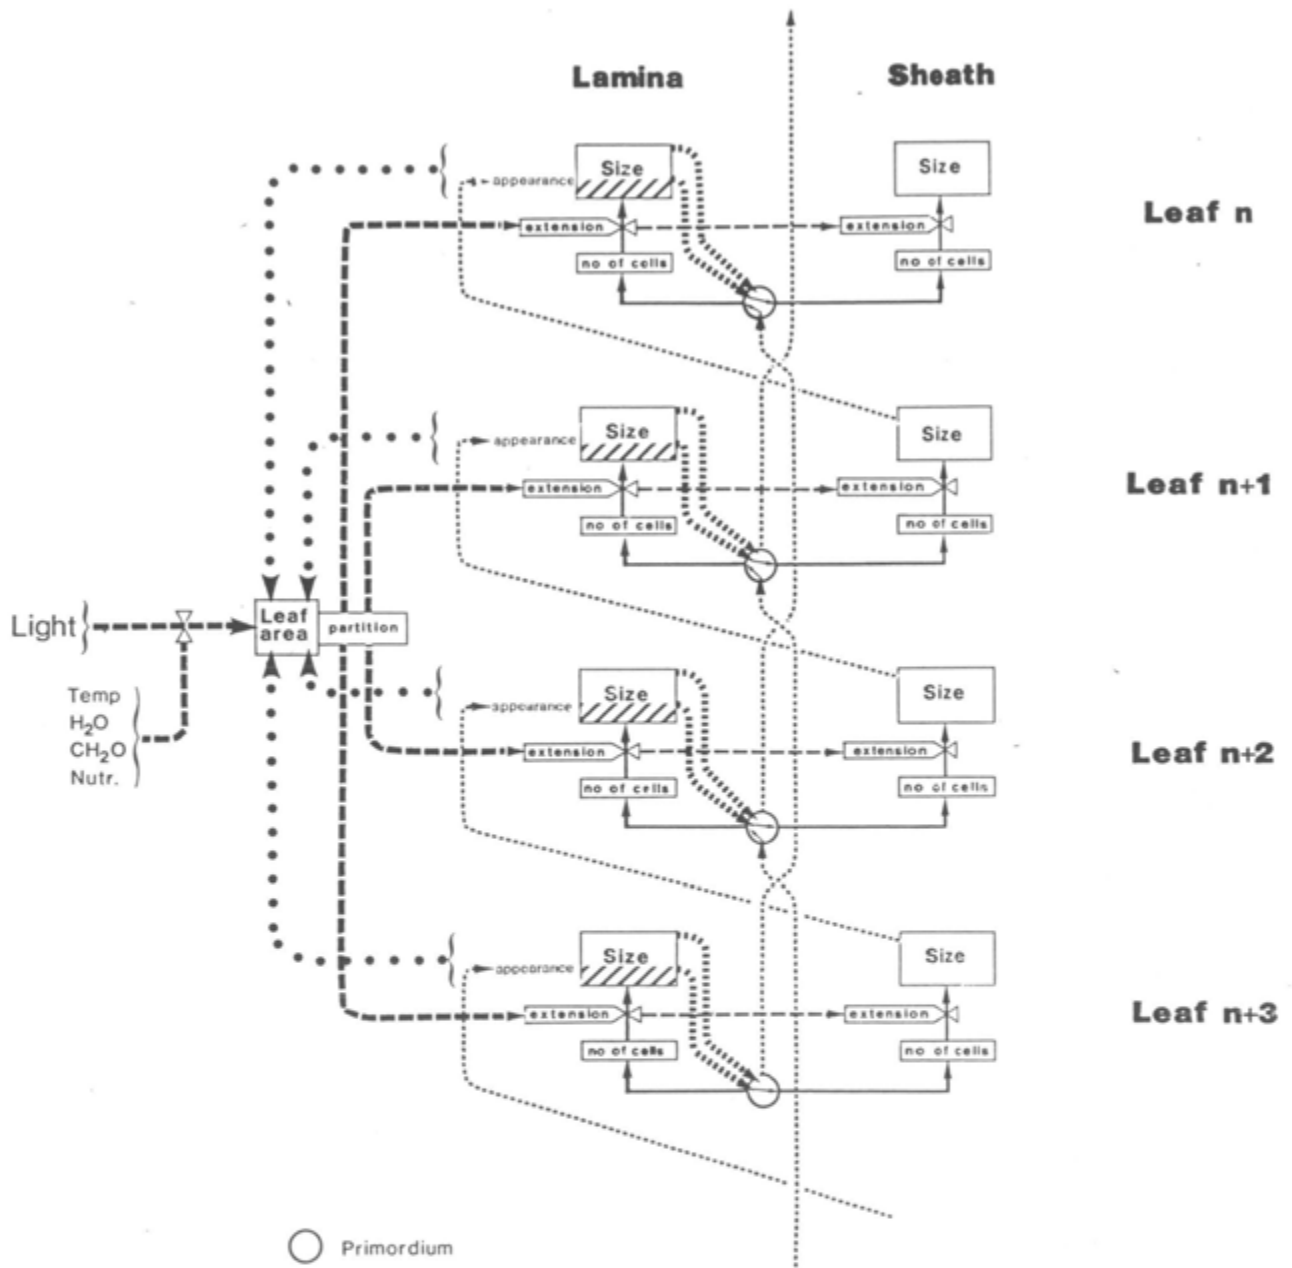 Lamina
Sheath
Size
Size
appearance
Leaf n
extension
extension
no of cells
no of cells
Size
Size
appearance
Leaf n+1
extension
extension
no of cells
no of cells
Light
Leaf
area
partition
Temp
H₂O
CH₂O
Nutr.
Size
Size
appearance
Leaf n+2
extension
extension
no of cells
no of cells
Size
Size
appearance
Leaf n+3
extension
extension
no of cells
no of cells
Primordium